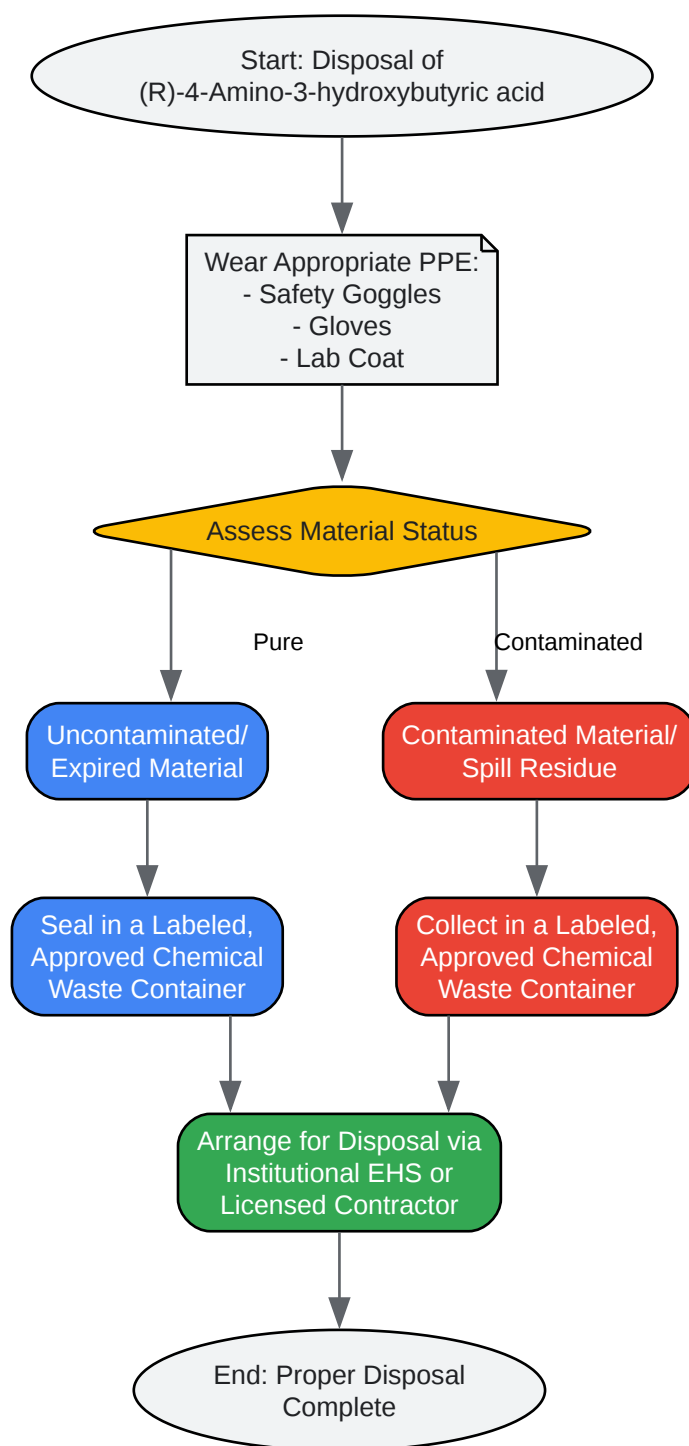 Start: Disposal of
(R)-4-Amino-3-hydroxybutyric acid
Wear Appropriate PPE:
- Safety Goggles
- Gloves
- Lab Coat
Assess Material Status
Pure
Contaminated
Uncontaminated/
Expired Material
Contaminated Material/
Spill Residue
Seal in a Labeled,
Approved Chemical
Waste Container
Collect in a Labeled,
Approved Chemical
Waste Container
Arrange for Disposal via
Institutional EHS or
Licensed Contractor
End: Proper Disposal
Complete